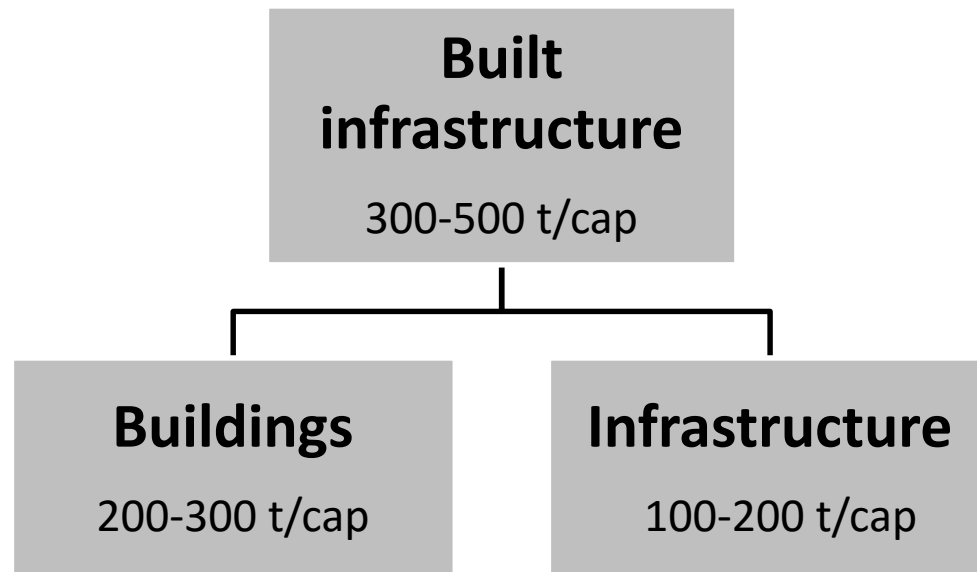 Built
infrastructure
300-500 t/cap
Buildings
200-300 t/cap
Infrastructure
100-200 t/cap